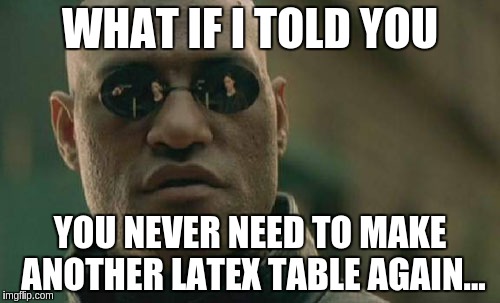 WHAT IF I TOLD YOU
YOU NEVER NEED TO MAKE
ANOTHER LATEX TABLE AGAIN...
imgflip.com